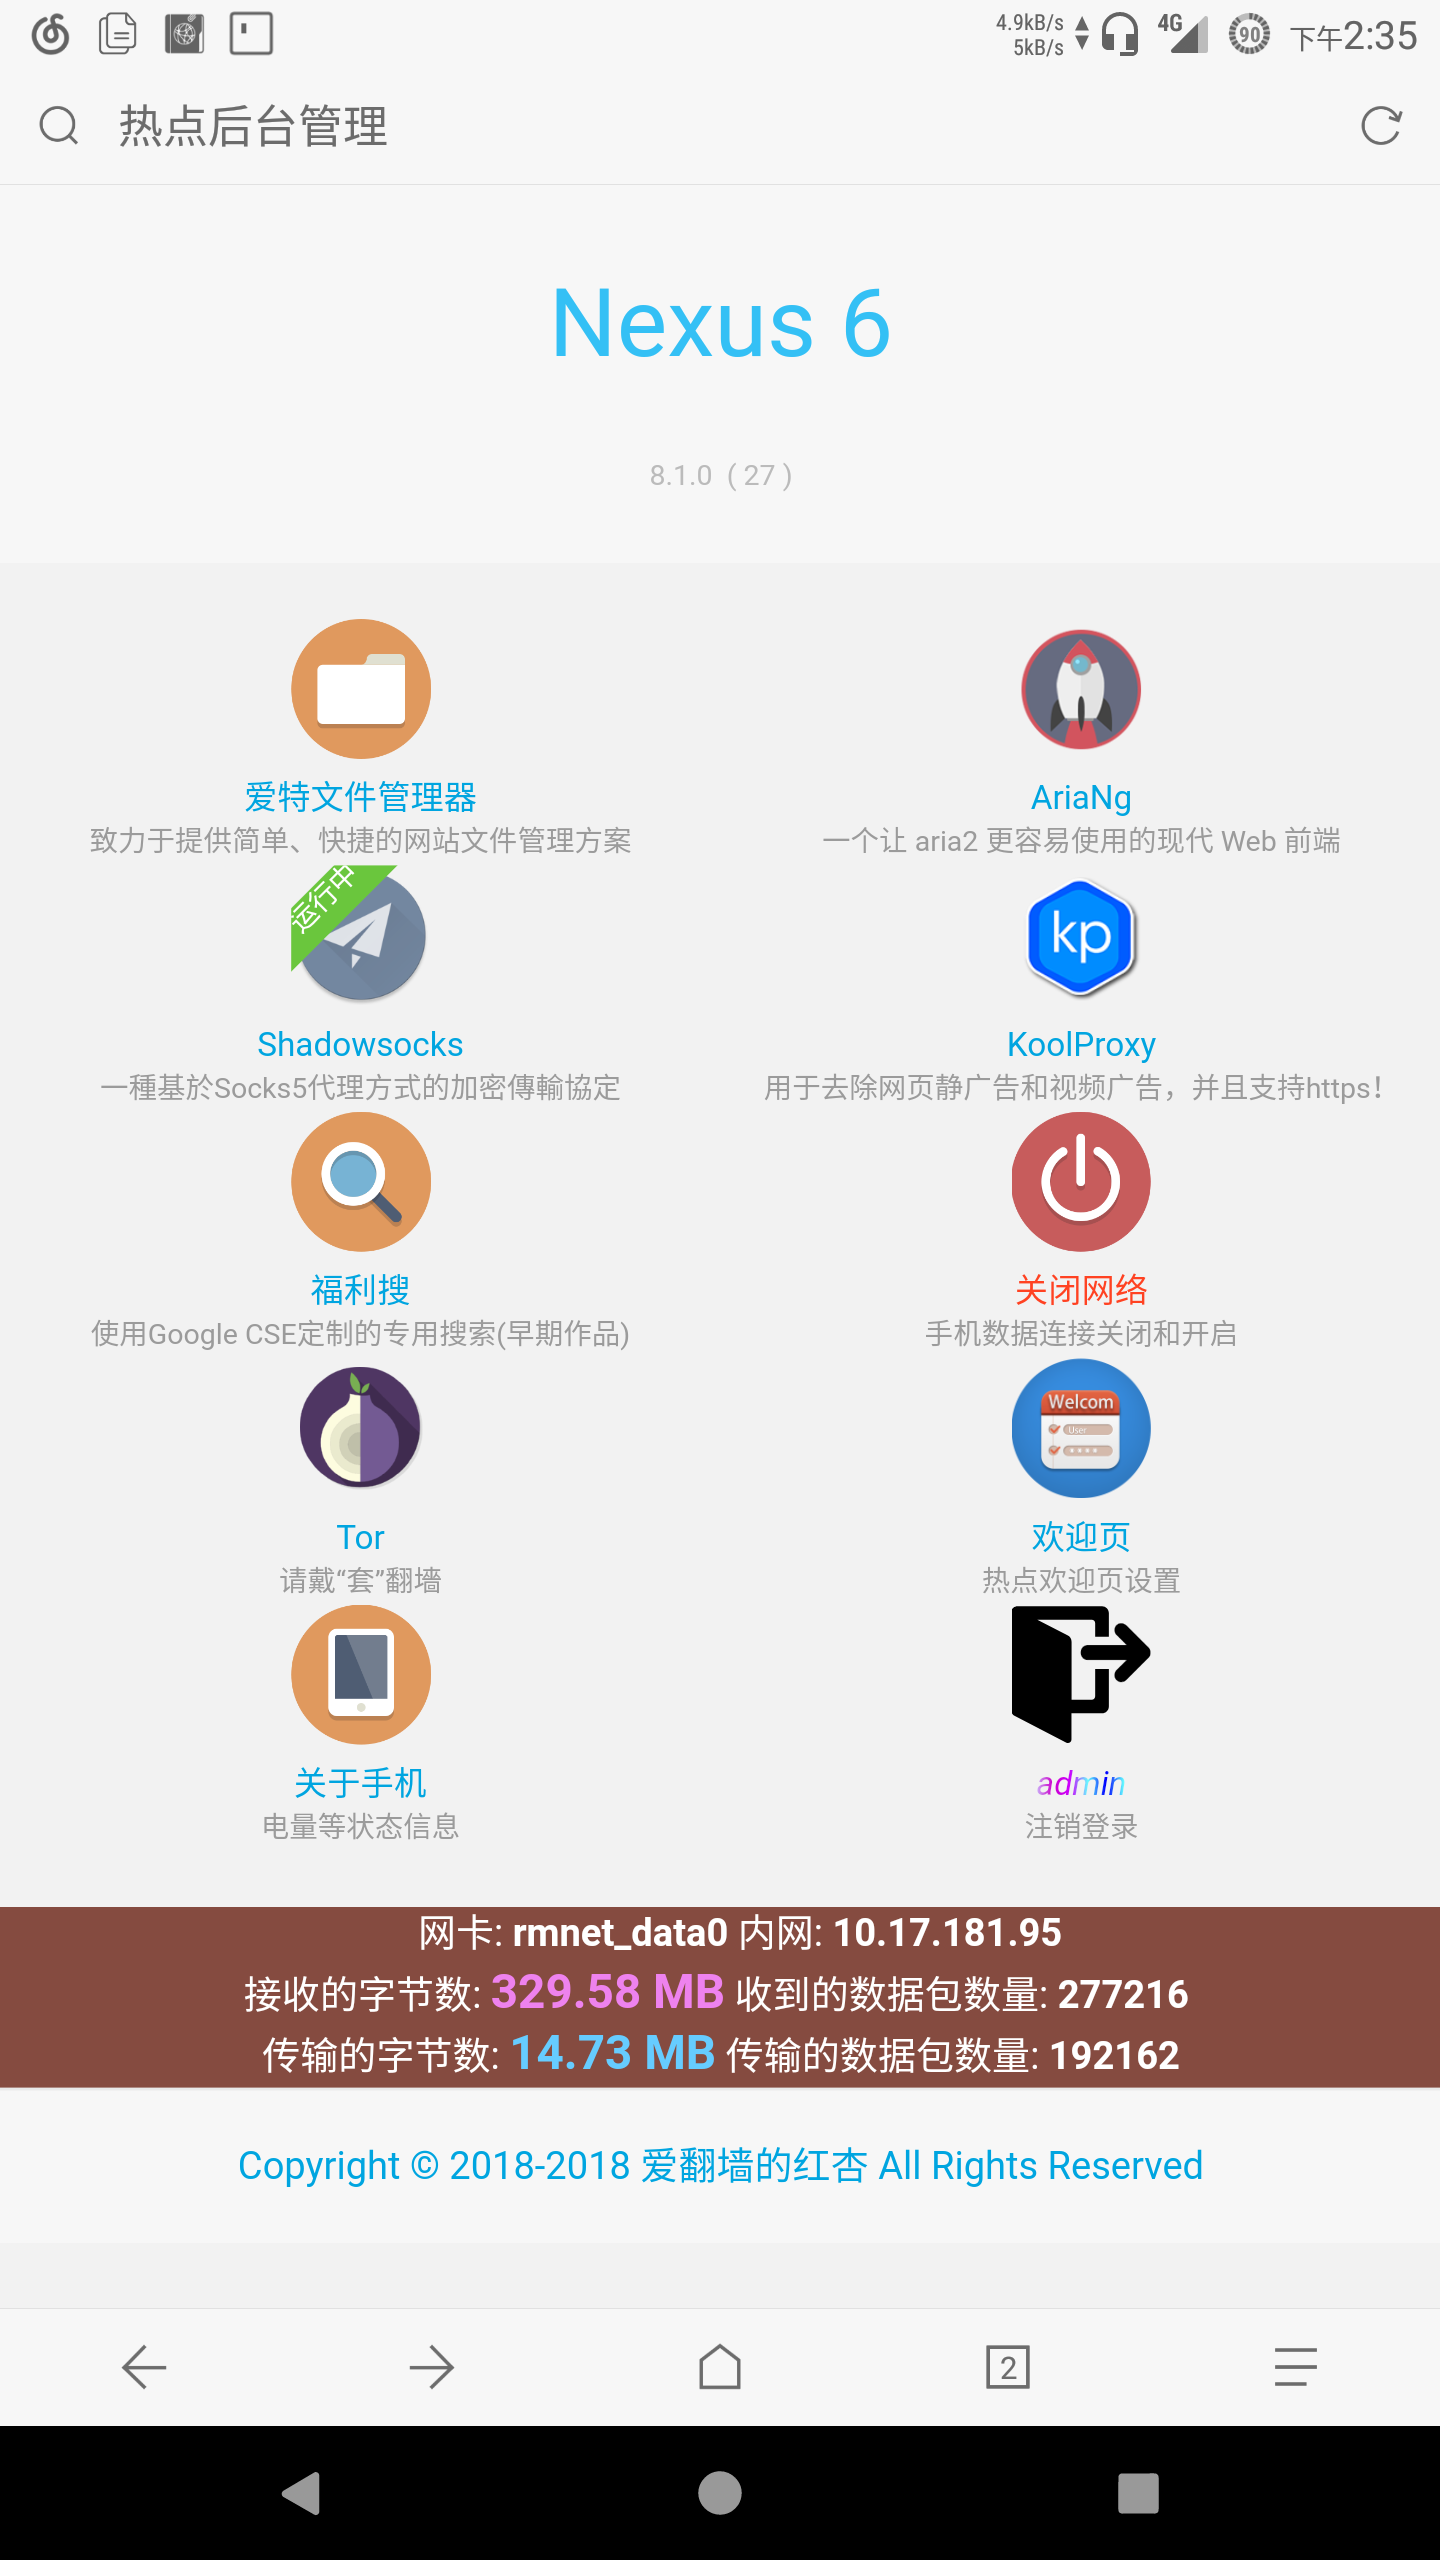 4.9kB/s
5kB/s
4G
90
下午2:35
热点后台管理
Nexus 6
8.1.0 ( 27 )
爱特文件管理器
致力于提供简单、快捷的网站文件管理方案
AriaNg
一个让 aria2 更容易使用的现代 Web 前端
运行中
Shadowsocks
一種基於Socks5代理方式的加密傳輸協定
kp
KoolProxy
用于去除网页静广告和视频广告，并且支持https！
福利搜
使用Google CSE定制的专用搜索(早期作品)
关闭网络
手机数据连接关闭和开启
Tor
请戴“套”翻墙
Welcom
User
欢迎页
热点欢迎页设置
关于手机
电量等状态信息
admin
注销登录
网卡: rmnet_data0 内网: 10.17.181.95
接收的字节数: 329.58 MB 收到的数据包数量: 277216
传输的字节数: 14.73 MB 传输的数据包数量: 192162
Copyright © 2018-2018 爱翻墙的红杏 All Rights Reserved
2